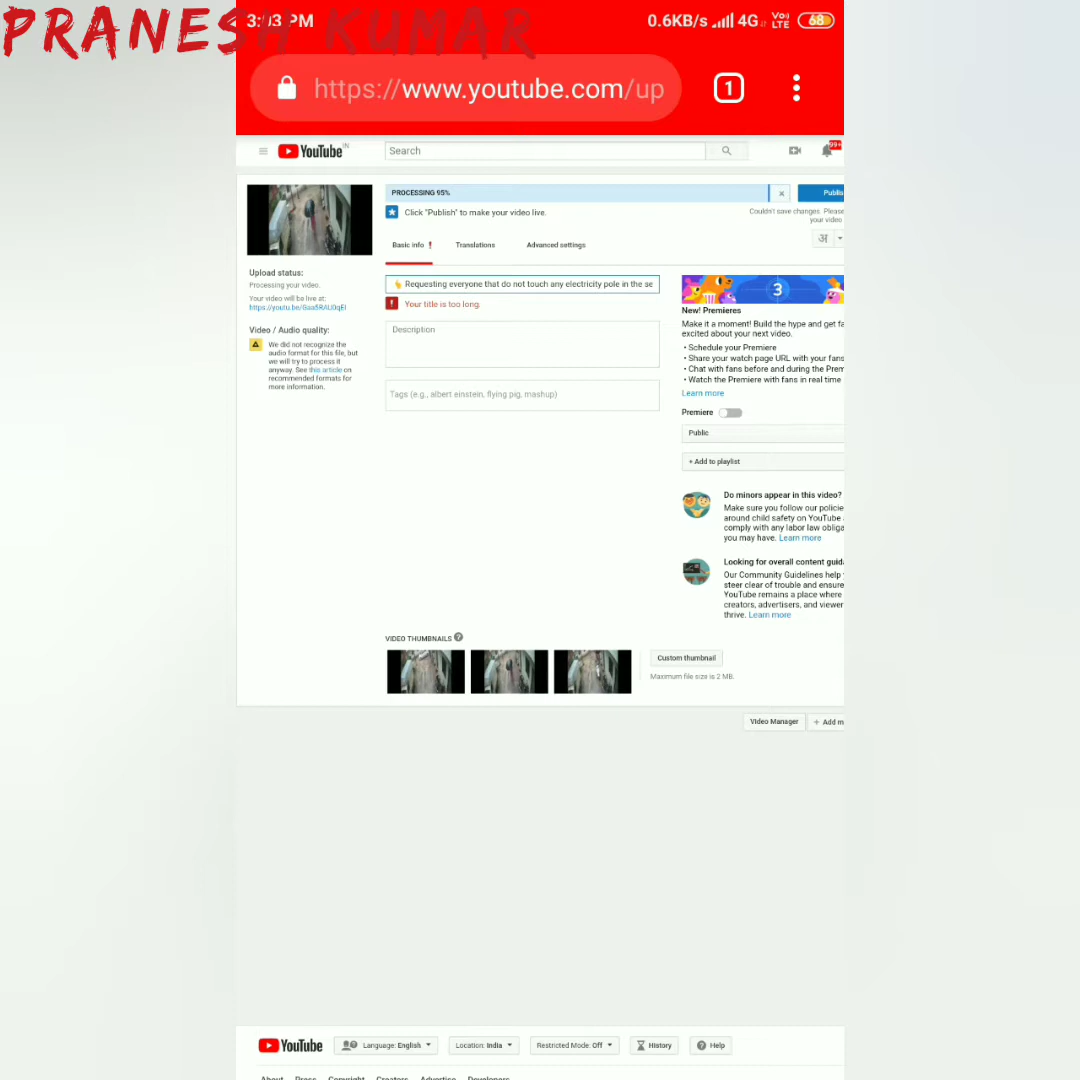 PRANESH KUMAR
3:03 PM
0.6KB/s 4G Vo) LTE 68
https://www.youtube.com/up
1
YouTube IN
Search
99+
PROCESSING 95%
Publis
Click "Publish" to make your video live.
Couldn't save changes. Please
your video
अ
Basic info
Translations
Advanced settings
Upload status:
Processing your video.
Your video will be live at:
Video / Audio quality:
We did not recognize the
audio format for this file, but
we will try to process it
anyway. See this article on
recommended formats for
more information.
Requesting everyone that do not touch any electricity pole in the se
Your title is too long.
Description
Tags (e.g., albert einstein, flying pig, mashup)
3
New! Premieres
Make it a moment! Build the hype and get fa
excited about your next video.
• Schedule your Premiere
• Share your watch page URL with your fans
• Chat with fans before and during the Prem
• Watch the Premiere with fans in real time
Learn more
Premiere
Public
+ Add to playlist
Do minors appear in this video?
Make sure you follow our policie
around child safety on YouTube
comply with any labor law obliga
you may have. Learn more
Looking for overall content guid
Our Community Guidelines help
steer clear of trouble and ensure
YouTube remains a place where
creators, advertisers, and viewer
thrive. Learn more
VIDEO THUMBNAILS ?
Custom thumbnail
Maximum file size is 2 MB.
Video Manager
+ Add m
YouTube
Language: English
Location: India
Restricted Mode: Off
History
Help
About Press Copyright Creators Advertise Developers